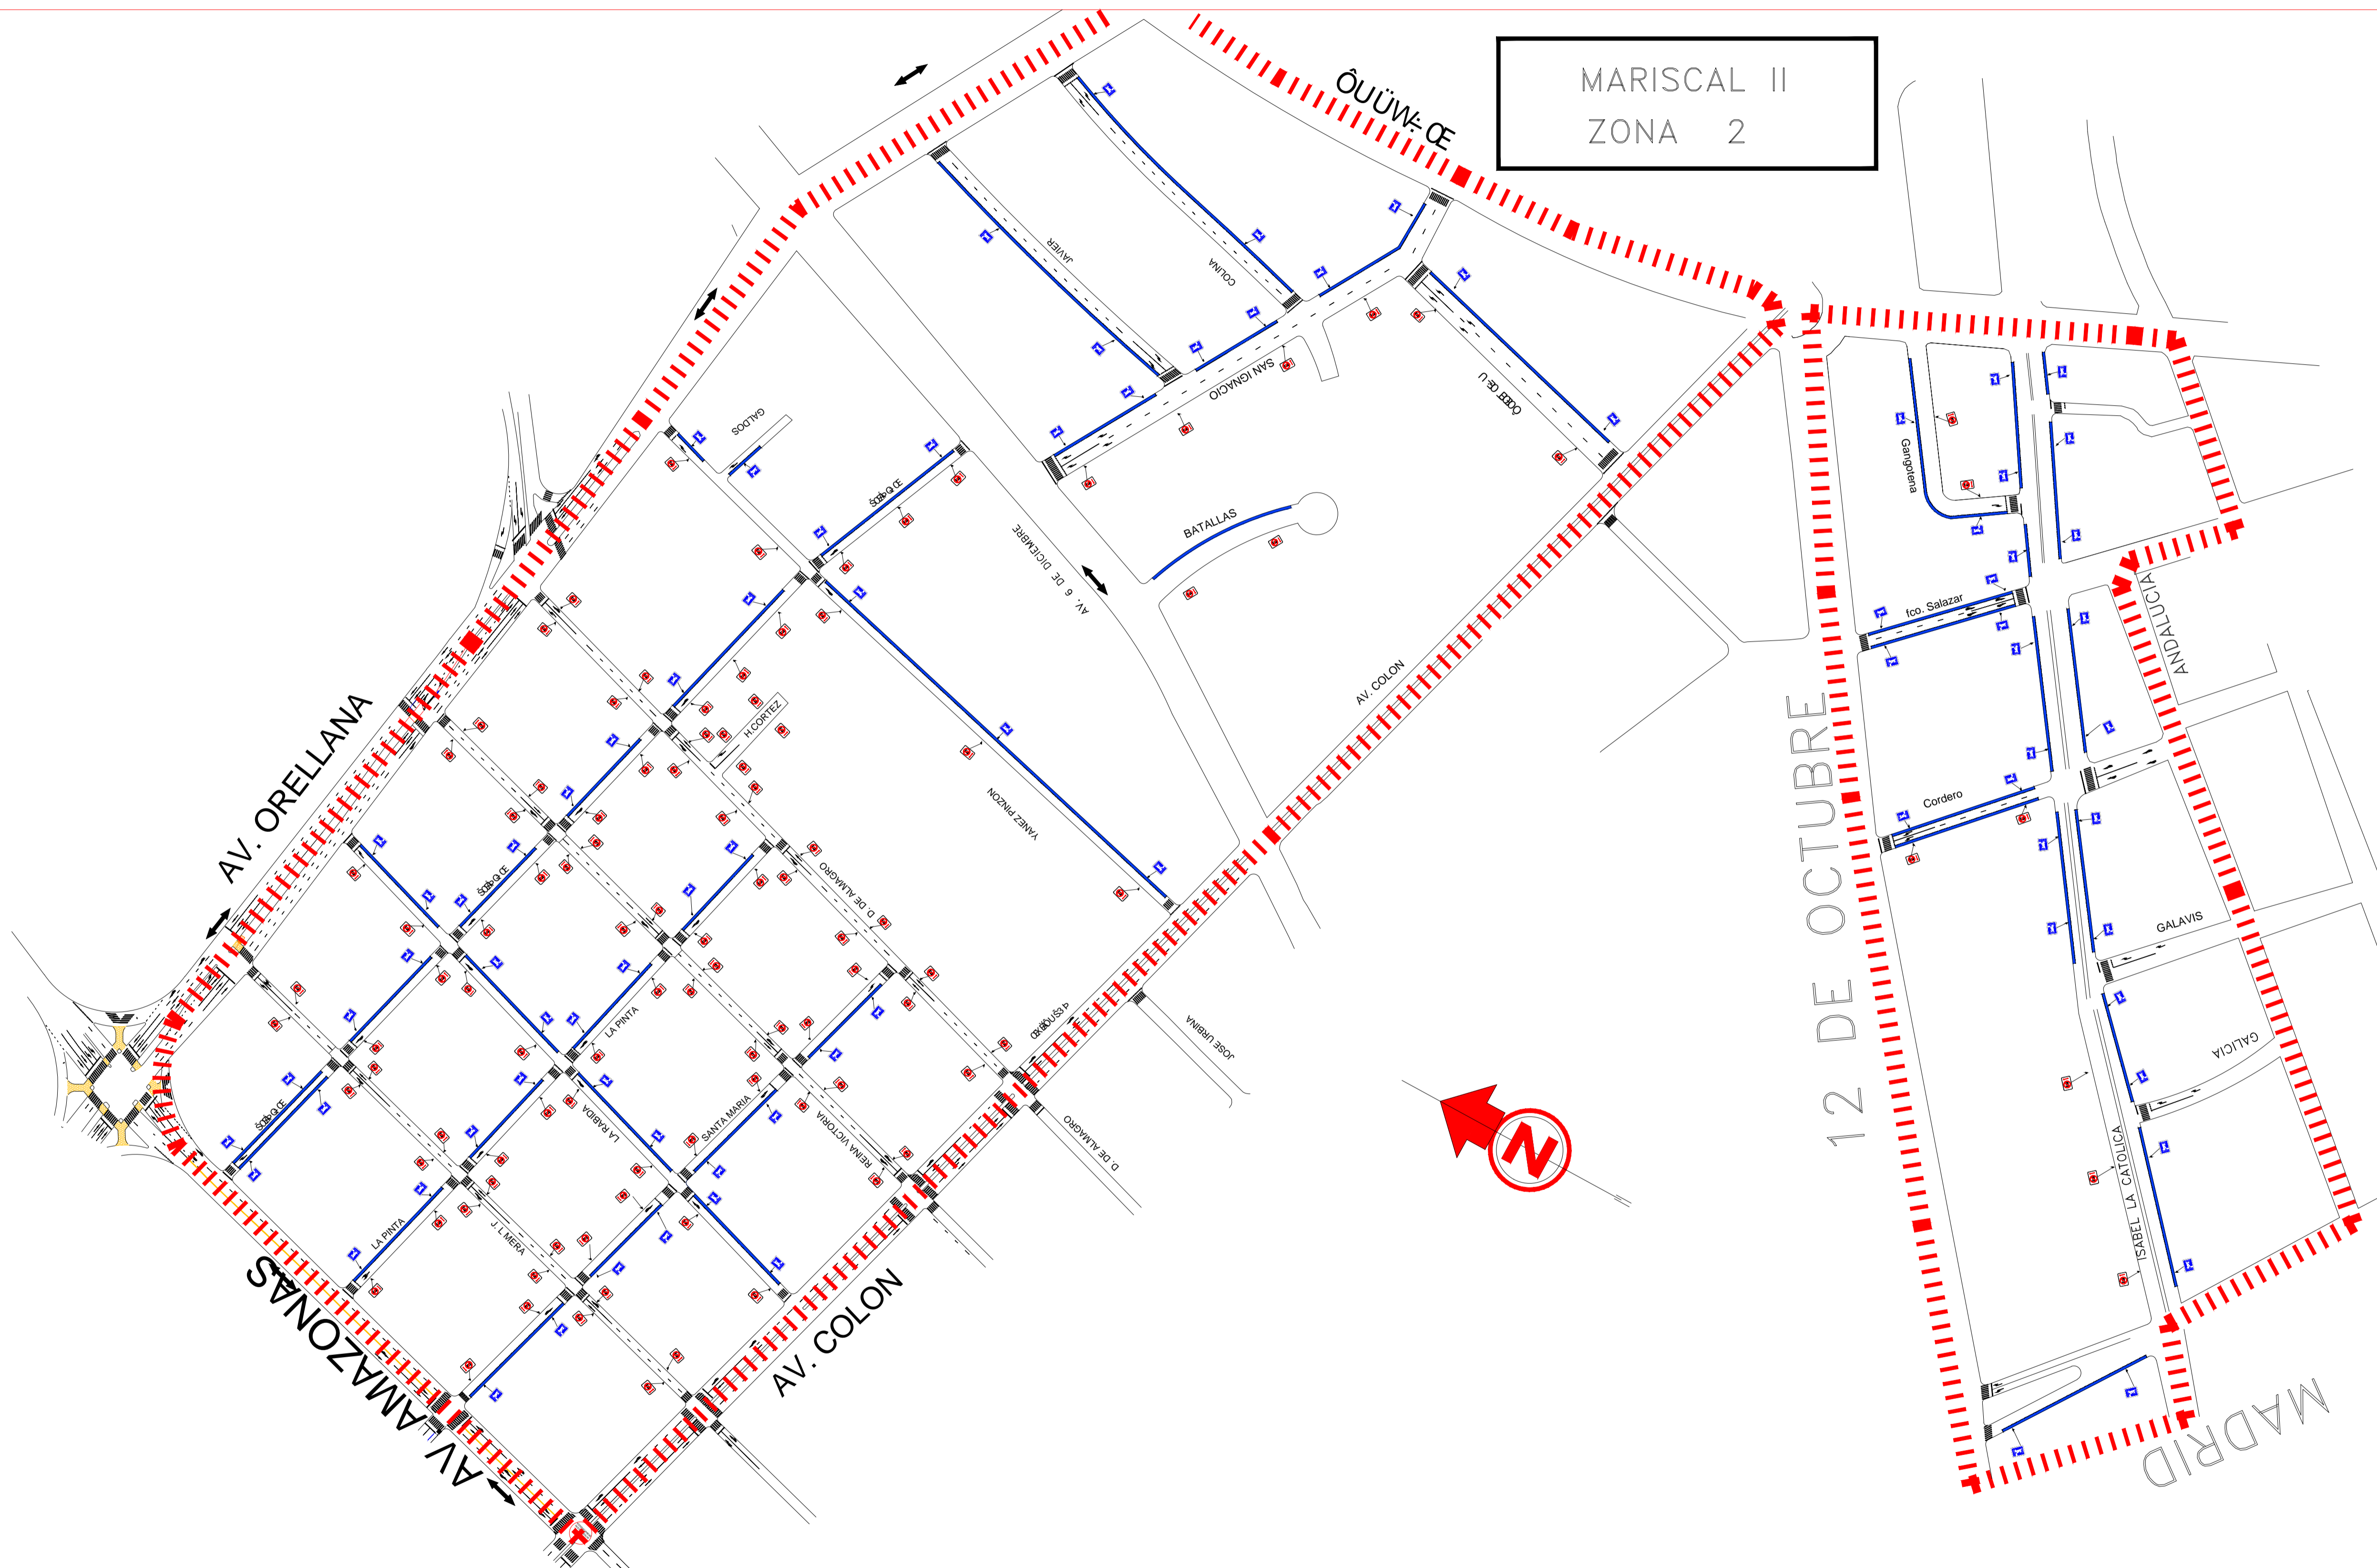 MARISCAL II
ZONA 2
ÔUÜW÷Œ
JAVIER
COLINA
SAN IGNACIO
GALDOS
BATALLAS
AV. 6 DE DICIEMBRE
AV. COLON
Gangotena
fco. Salazar
ANDALUCIA
H.CORTEZ
YANEZ PINZON
AV. ORELLANA
Cordero
12 DE OCTUBRE
D. DE ALMAGRO
GALAVIS
LA PINTA
JOSE URBINA
GALICIA
LA RABIDA
SANTA MARIA
REINA VICTORIA
D. DE ALMAGRO
N
ISABEL LA CATOLICA
LA PINTA
J. L MERA
AV AMAZONAS
AV. COLON
MADRID